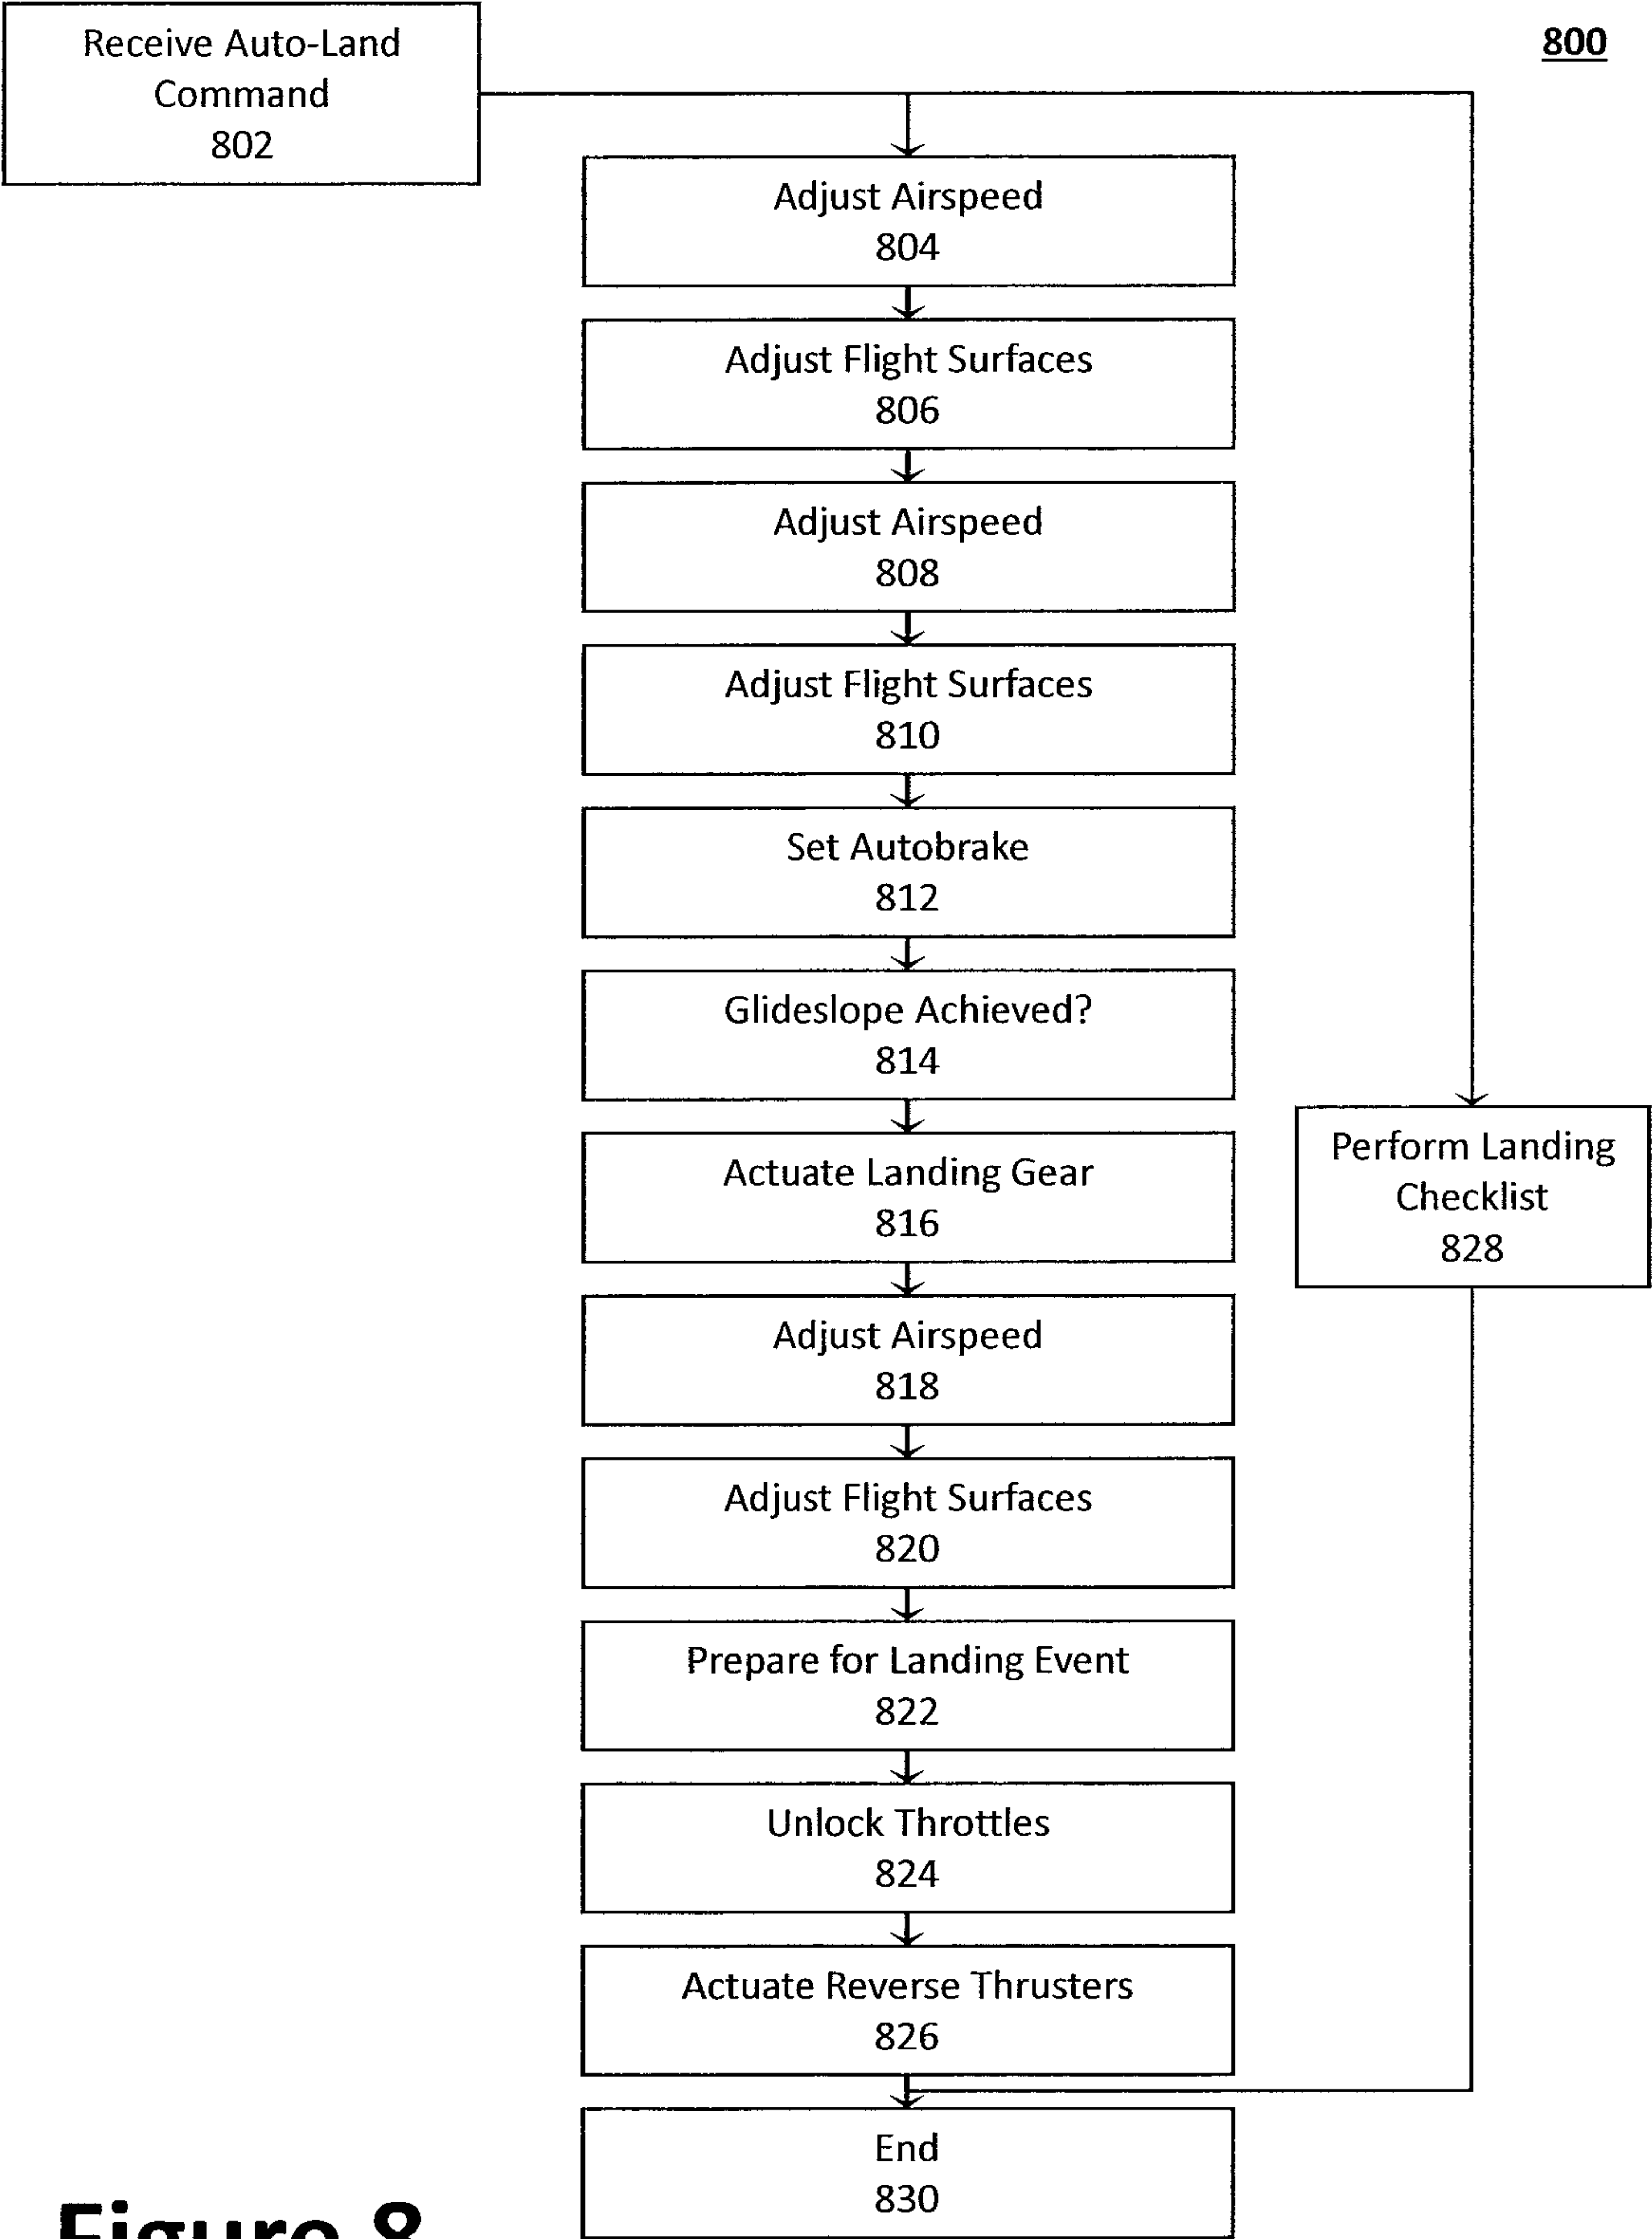 Receive Auto-Land
Command
802
800
Adjust Airspeed
804
Adjust Flight Surfaces
806
Adjust Airspeed
808
Adjust Flight Surfaces
810
Set Autobrake
812
Glideslope Achieved?
814
Actuate Landing Gear
816
Perform Landing
Checklist
828
Adjust Airspeed
818
Adjust Flight Surfaces
820
Prepare for Landing Event
822
Unlock Throttles
824
Actuate Reverse Thrusters
826
End
830
Figure 8